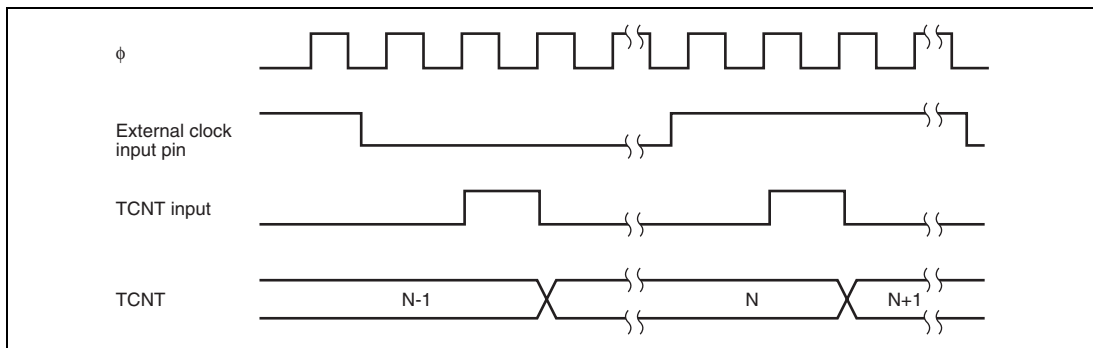 φ
External clock
input pin
TCNT input
TCNT
N-1
N
N+1